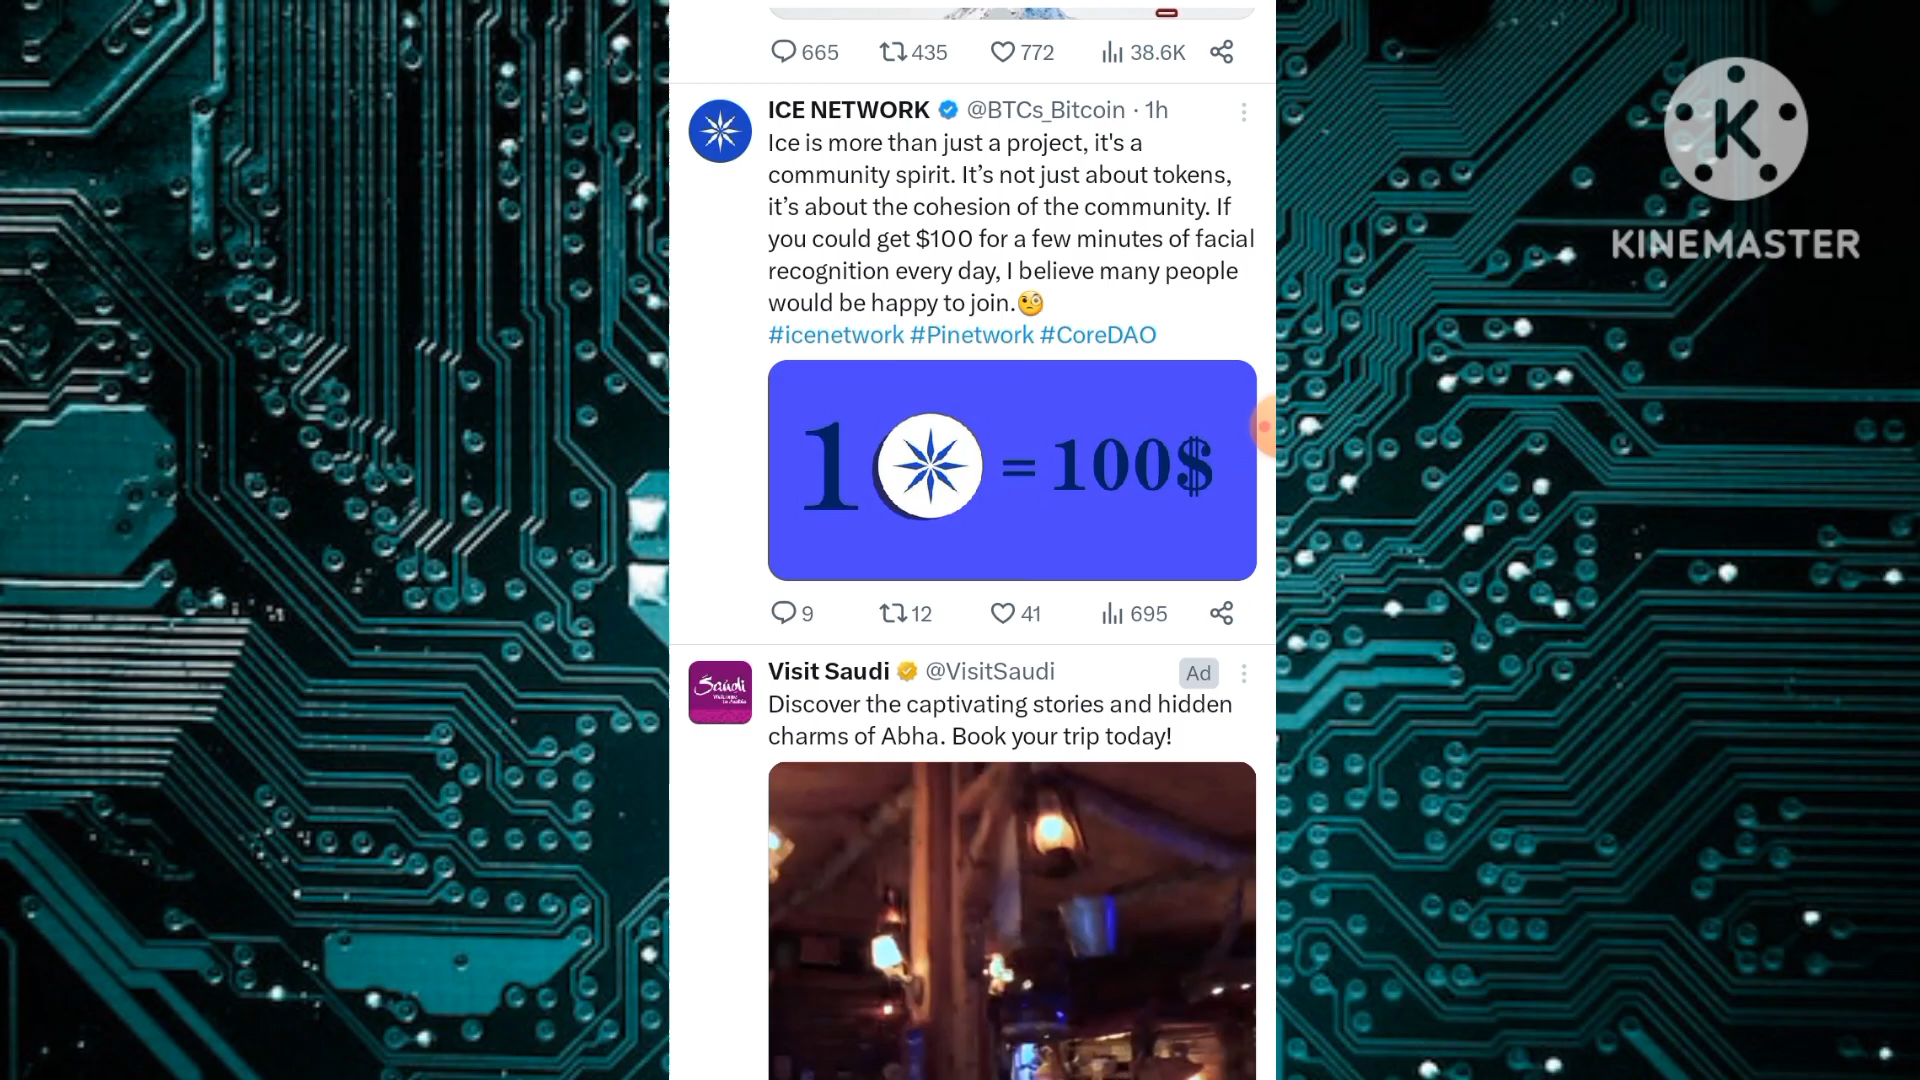 665 435 772 38.6K
ICE NETWORK @BTCs_Bitcoin · 1h
Ice is more than just a project, it's a
community spirit. It’s not just about tokens,
it’s about the cohesion of the community. If
you could get $100 for a few minutes of facial
recognition every day, I believe many people
would be happy to join.🧐
#icenetwork #Pinetwork #CoreDAO
1 = 100$
9 12 41 695
Visit Saudi @VisitSaudi Ad
Saudi
Discover the captivating stories and hidden
charms of Abha. Book your trip today!
K
KINEMASTER